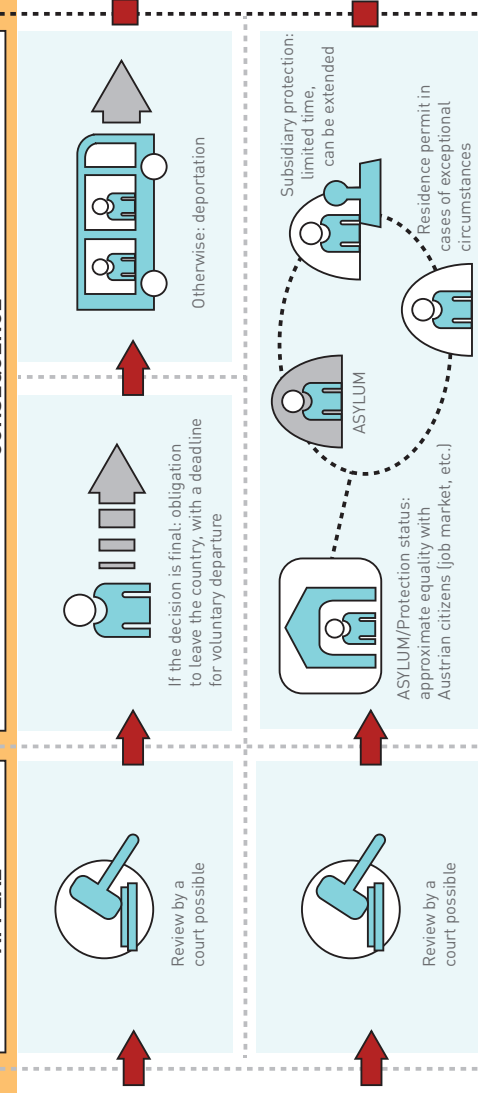 Review by a
court possible
If the decision is final: obligation
to leave the country, with a deadline
for voluntary departure
Otherwise: deportation
Review by a
court possible
ASYLUM/Protection status:
approximate equality with
Austrian citizens (job market, etc.)
ASYLUM
Subsidiary protection:
limited time,
can be extended
Residence permit in
cases of exceptional
circumstances